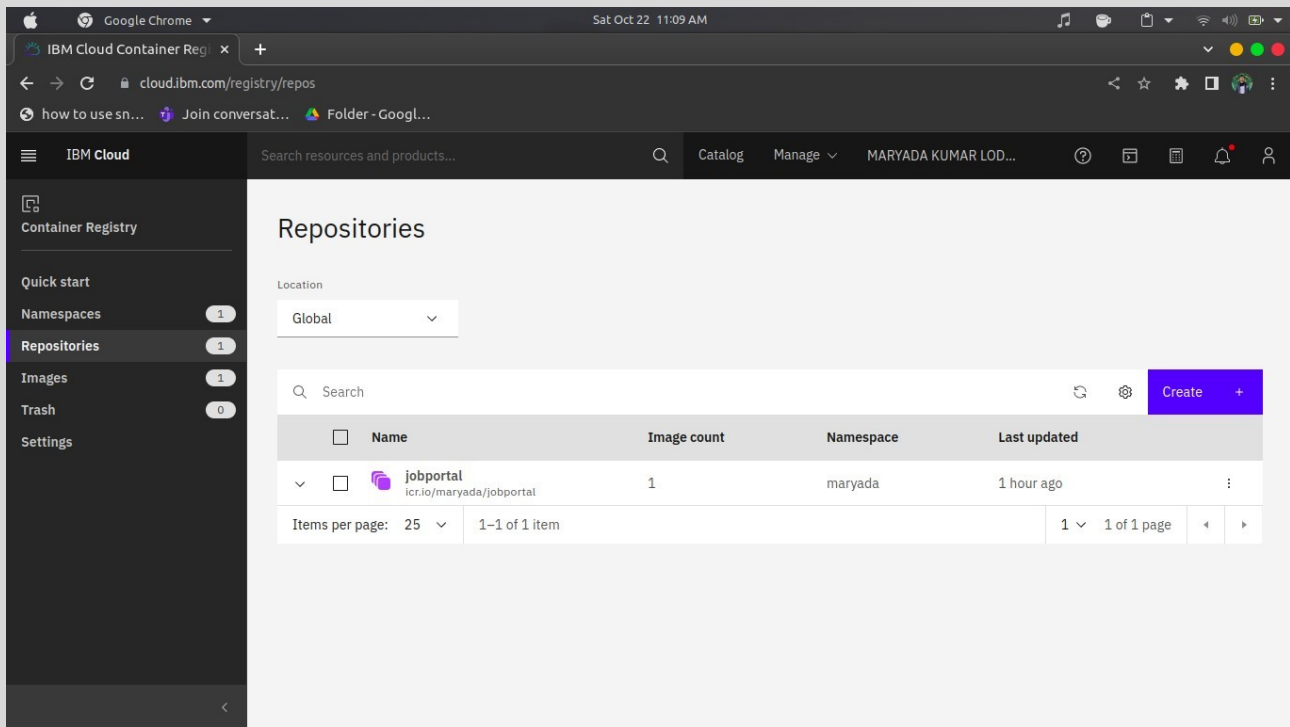 Google Chrome Sat Oct 22 11:09 AM
IBM Cloud Container Regi
cloud.ibm.com/registry/repos
how to use sn... Join conversat... Folder - Googl...
IBM Cloud Search resources and products... Catalog Manage MARYADA KUMAR LOD...
Container Registry
Quick start
Namespaces 1
Repositories 1
Images 1
Trash 0
Settings
Repositories
Location
Global
Search Create +
Name Image count Namespace Last updated
jobportal 1 maryada 1 hour ago
icr.io/maryada/jobportal
Items per page: 25 1–1 of 1 item 1 1 of 1 page